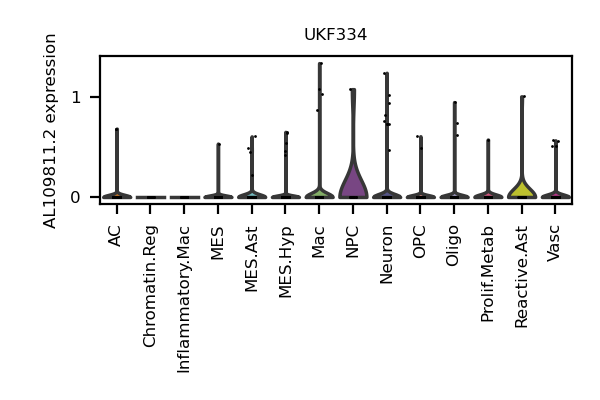 UKF334
AL109811.2 expression
1
0
AC
Chromatin.Reg
Inflammatory.Mac
MES
MES.Ast
MES.Hyp
Mac
NPC
Neuron
OPC
Oligo
Prolif.Metab
Reactive.Ast
Vasc